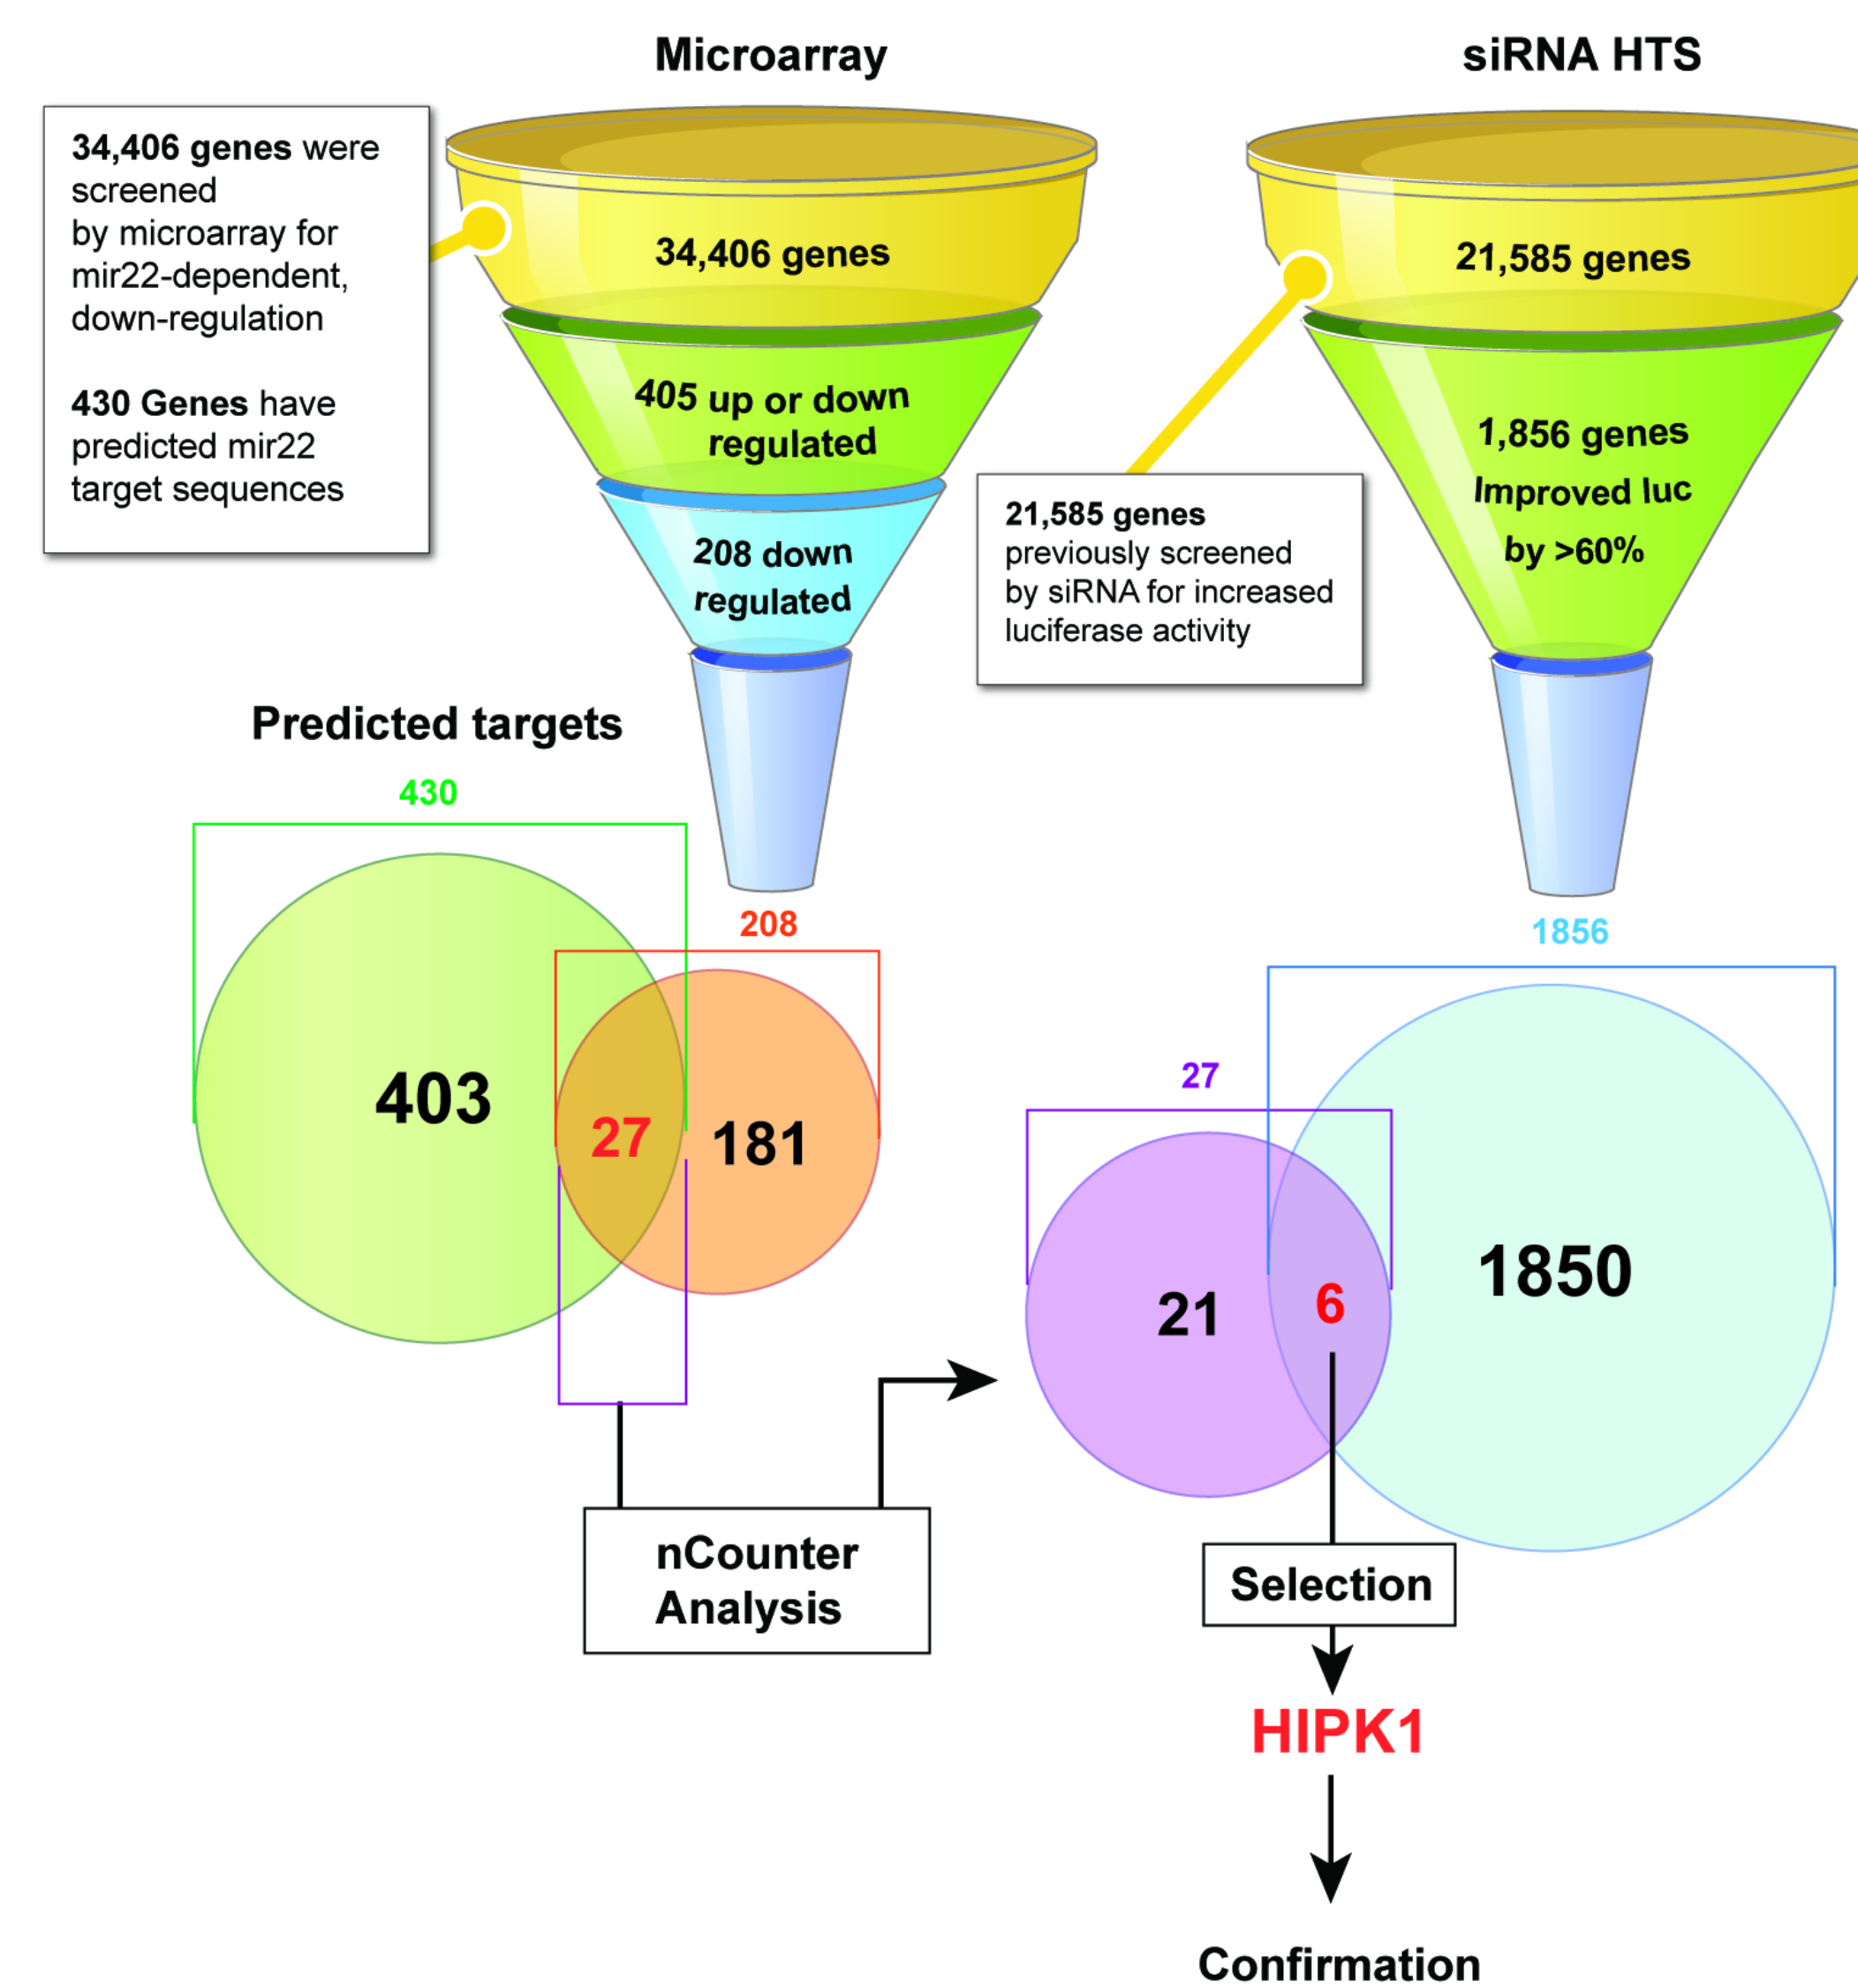 Microarray
siRNA HTS
34,406 genes were
screened
by microarray for
mir22-dependent,
down-regulation
430 Genes have
predicted mir22
target sequences
34,406 genes
405 up or down
regulated
208 down
regulated
21,585 genes
1,856 genes
Improved luc
by >60%
21,585 genes
previously screened
by siRNA for increased
luciferase activity
Predicted targets
430
208
403
27
181
1856
27
21
6
1850
nCounter
Analysis
Selection
HIPK1
Confirmation